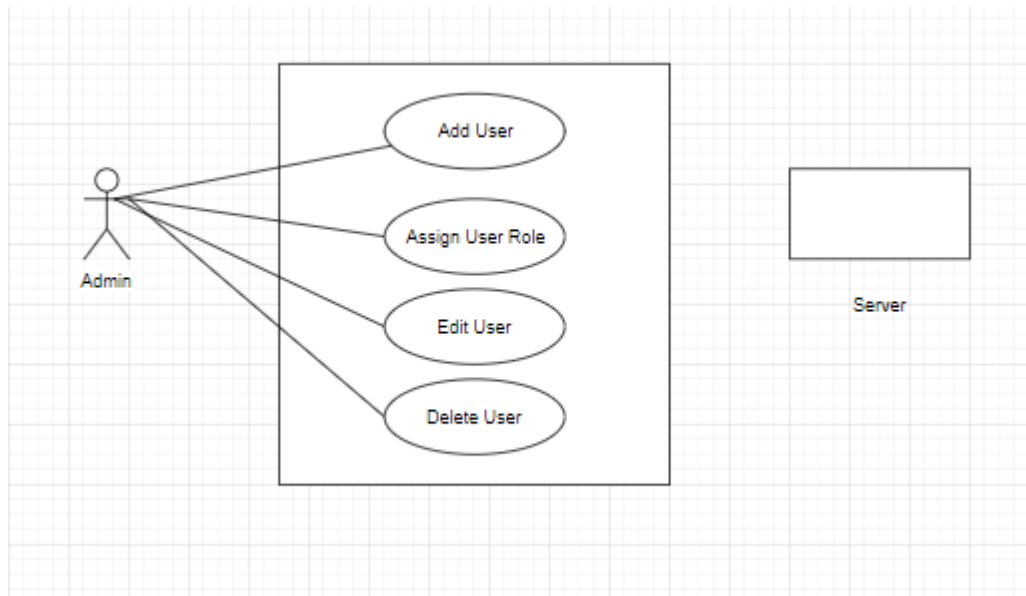 Add User
Assign User Role
Admin
Edit User
Server
Delete User